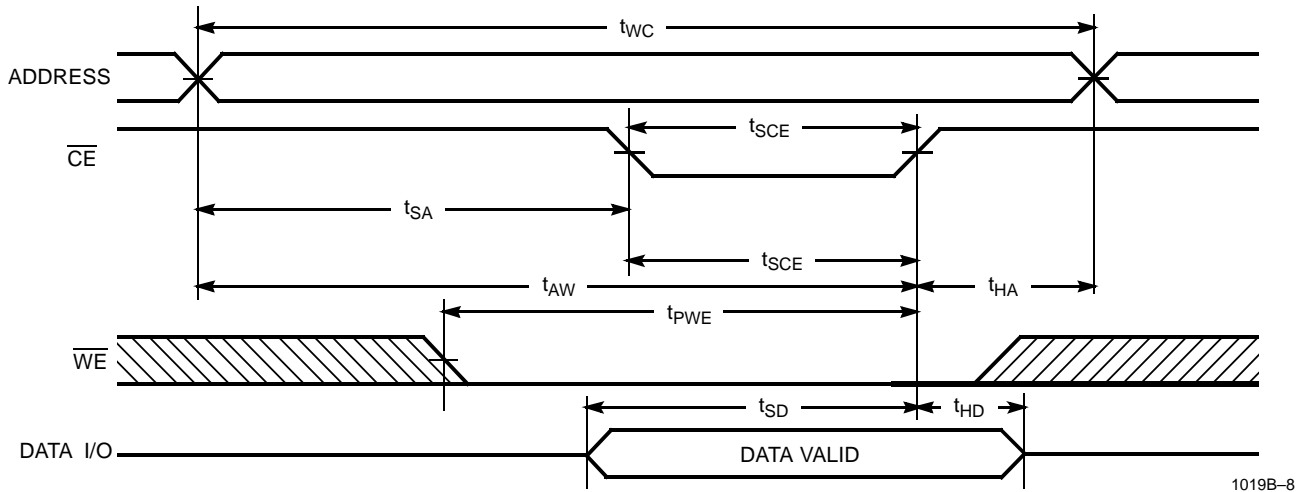 tWC
ADDRESS
tSCE
CE
tSA
tSCE
tAW
tHA
tPWE
WE
tSD
tHD
DATA I/O
DATA VALID
1019B–8